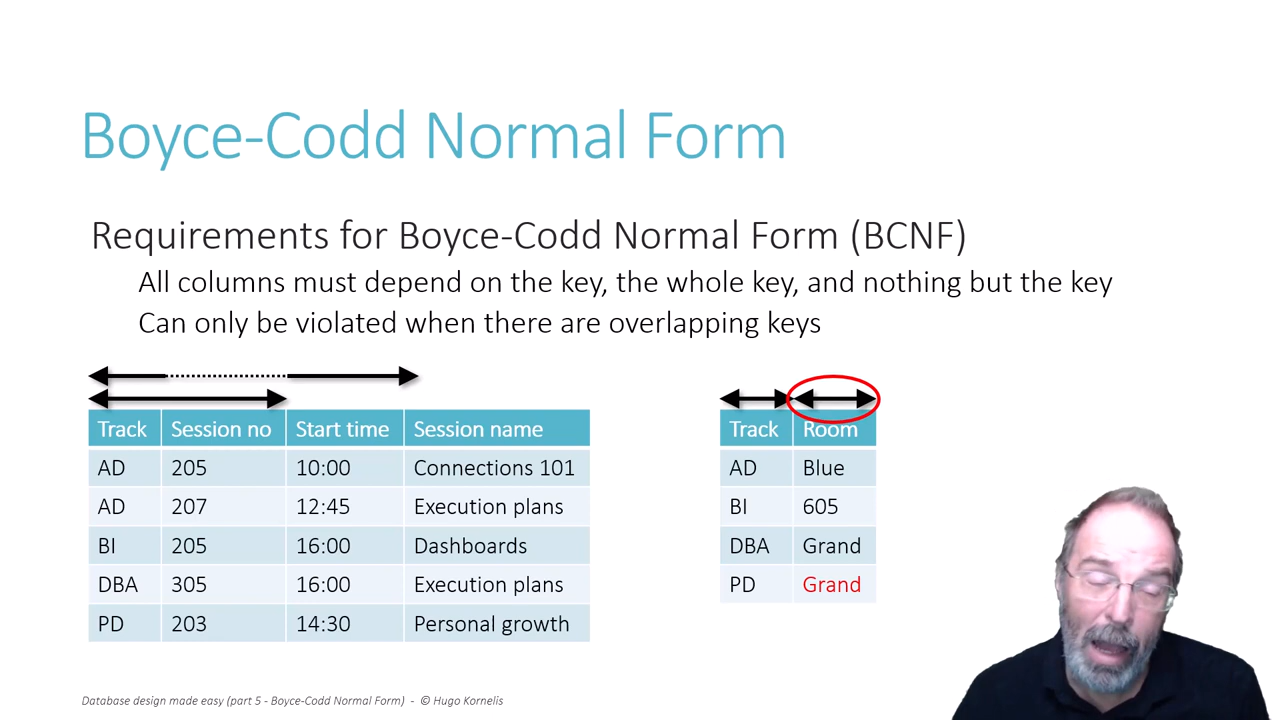 Boyce-Codd Normal Form
Requirements for Boyce-Codd Normal Form (BCNF)
All columns must depend on the key, the whole key, and nothing but the key
Can only be violated when there are overlapping keys
Track Session no Start time Session name
AD 205 10:00 Connections 101
AD 207 12:45 Execution plans
BI 205 16:00 Dashboards
DBA 305 16:00 Execution plans
PD 203 14:30 Personal growth
Track Room
AD Blue
BI 605
DBA Grand
PD Grand
Database design made easy (part 5 - Boyce-Codd Normal Form) - © Hugo Kornelis